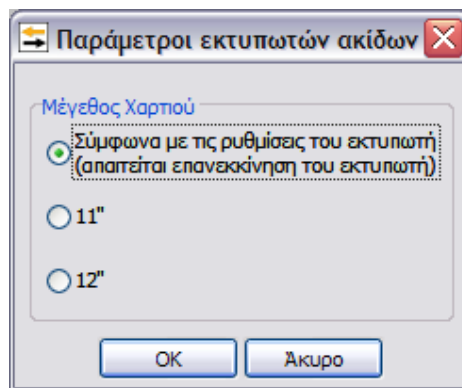 Παράμετροι εκτυπωτών ακίδων
Μέγεθος Χαρτιού
Σύμφωνα με τις ρυθμίσεις του εκτυπωτή
(απαιτείται επανεκκίνηση του εκτυπωτή)
11"
12"
OK
Άκυρο